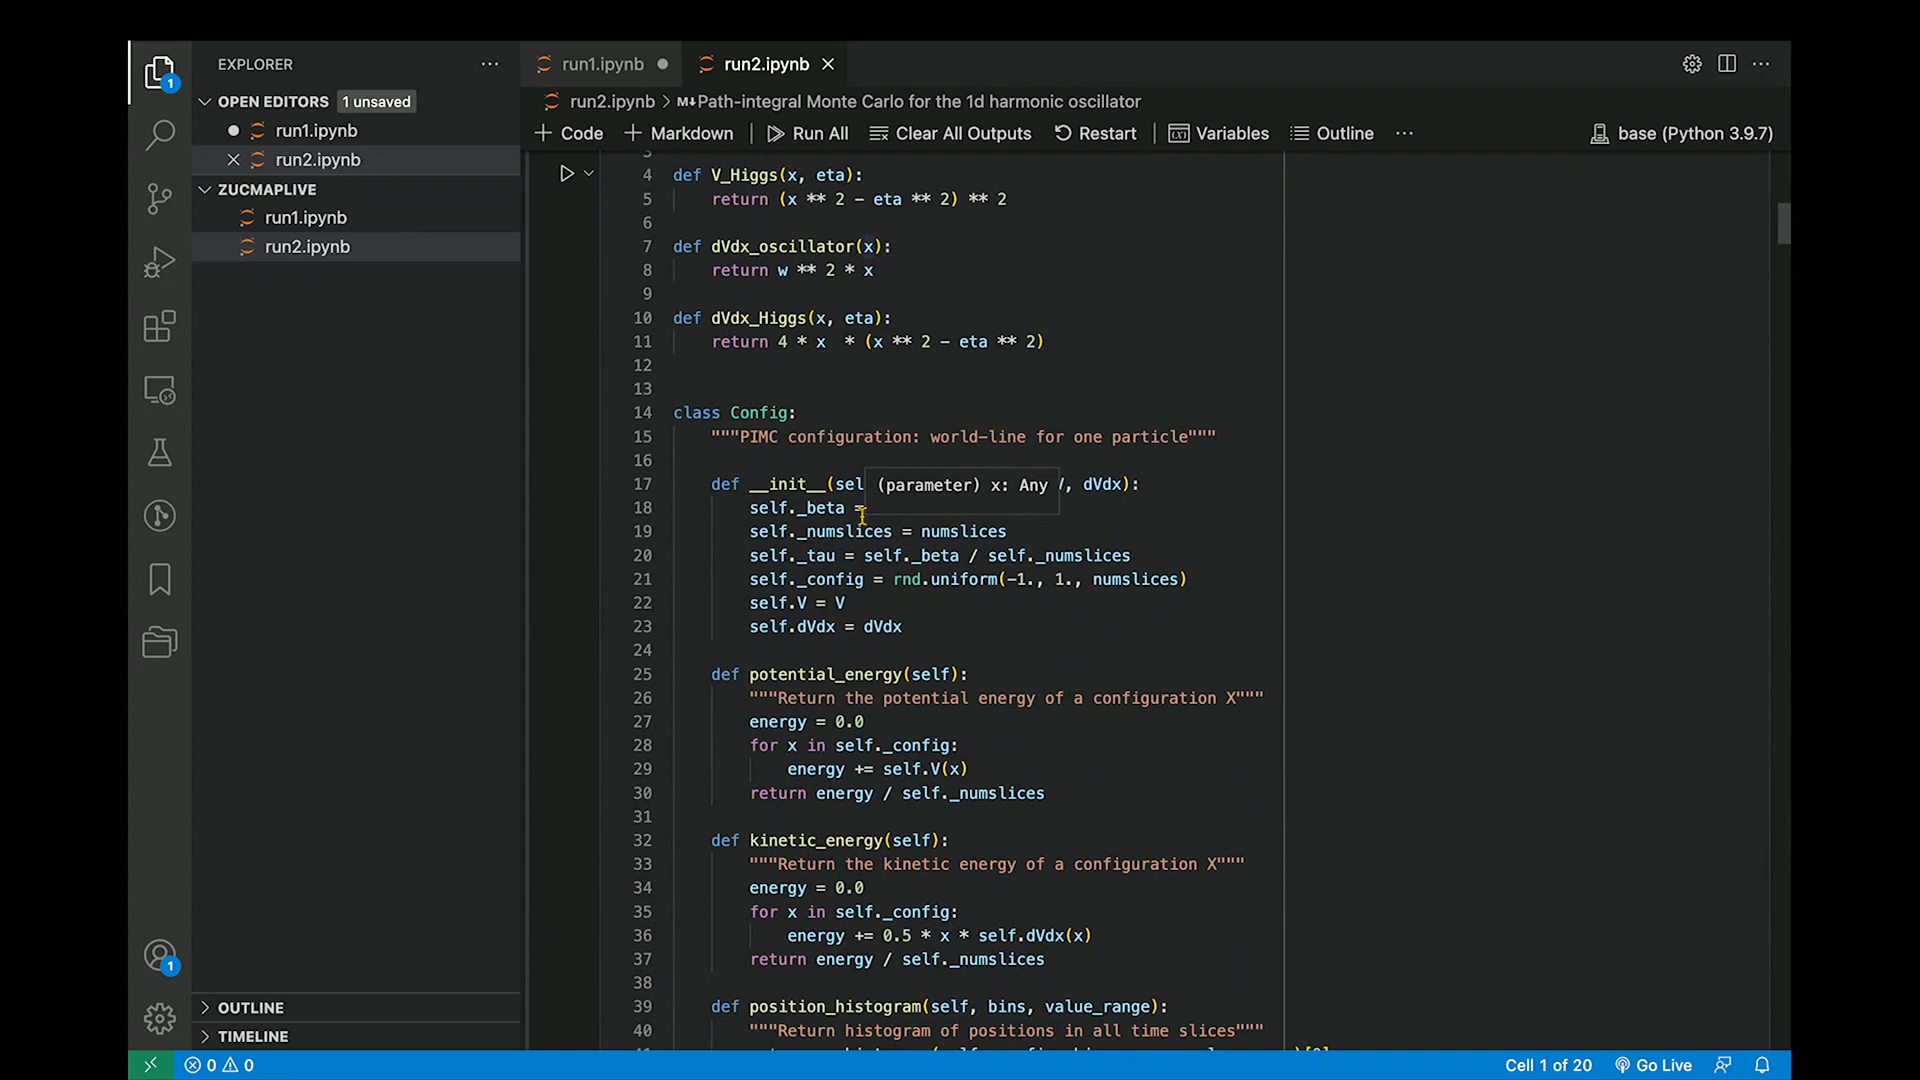 EXPLORER
run1.ipynb
run2.ipynb
OPEN EDITORS 1 unsaved
run2.ipynb > M↓Path-integral Monte Carlo for the 1d harmonic oscillator
run1.ipynb
Code
Markdown
Run All
Clear All Outputs
Restart
Variables
Outline
base (Python 3.9.7)
run2.ipynb
ZUCMAPLIVE
run1.ipynb
run2.ipynb
3
4 def V_Higgs(x, eta):
5 return (x ** 2 - eta ** 2) ** 2
6
7 def dVdx_oscillator(x):
8 return w ** 2 * x
9
10 def dVdx_Higgs(x, eta):
11 return 4 * x  * (x ** 2 - eta ** 2)
12
13
14 class Config:
15 """PIMC configuration: world-line for one particle"""
16
17 def __init__(sel , dVdx):
(parameter) x: Any
18 self._beta =
19 self._numslices = numslices
20 self._tau = self._beta / self._numslices
21 self._config = rnd.uniform(-1., 1., numslices)
22 self.V = V
23 self.dVdx = dVdx
24
25 def potential_energy(self):
26 """Return the potential energy of a configuration X"""
27 energy = 0.0
28 for x in self._config:
29 energy += self.V(x)
30 return energy / self._numslices
31
32 def kinetic_energy(self):
33 """Return the kinetic energy of a configuration X"""
34 energy = 0.0
35 for x in self._config:
36 energy += 0.5 * x * self.dVdx(x)
37 return energy / self._numslices
38
39 def position_histogram(self, bins, value_range):
40 """Return histogram of positions in all time slices"""
OUTLINE
TIMELINE
1
1
0 0
Cell 1 of 20
Go Live